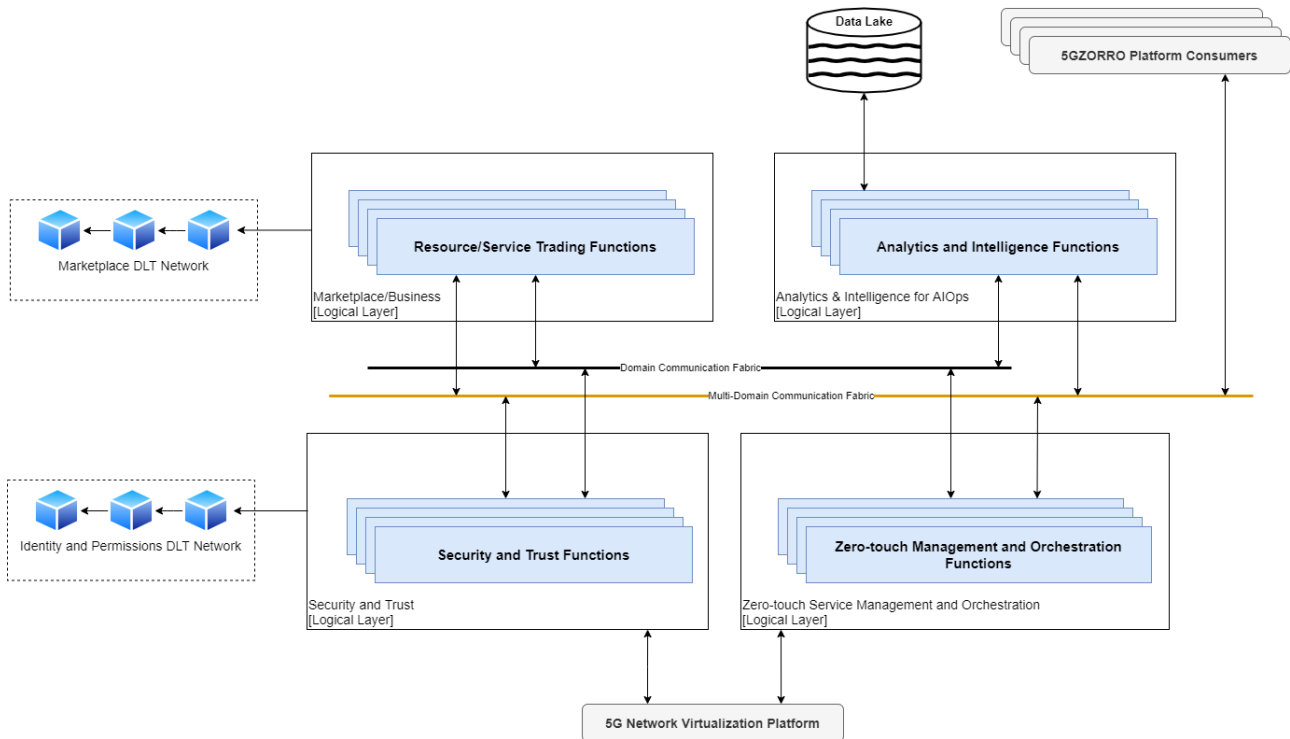 Data Lake
5GZORRO Platform Consumers
Resource/Service Trading Functions
Analytics and Intelligence Functions
Marketplace DLT Network
Marketplace/Business
[Logical Layer]
Analytics & Intelligence for AIOps
[Logical Layer]
Domain Communication Fabric
Multi-Domain Communication Fabric
Security and Trust Functions
Zero-touch Management and Orchestration
Functions
Identity and Permissions DLT Network
Security and Trust
[Logical Layer]
Zero-touch Service Management and Orchestration
[Logical Layer]
5G Network Virtualization Platform